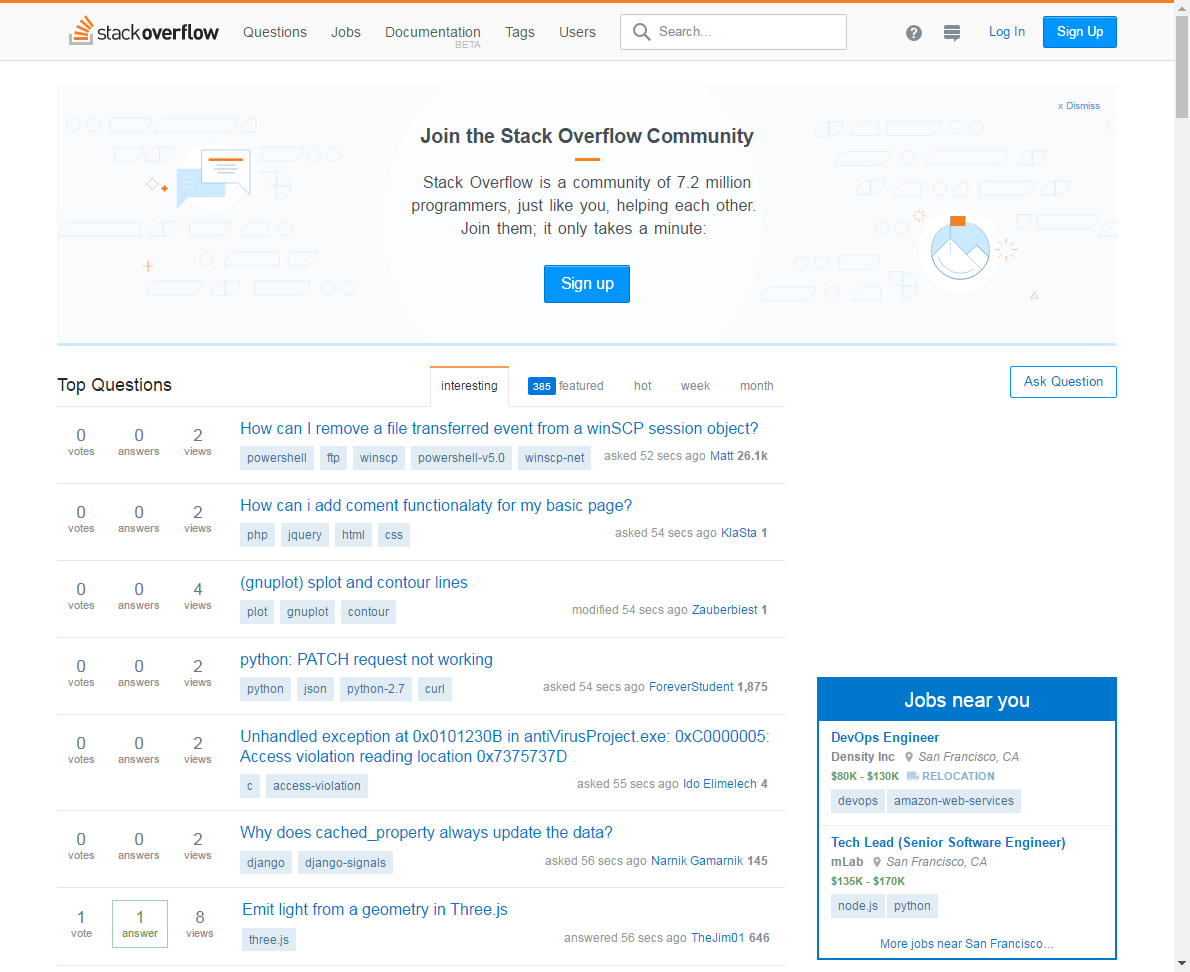 stackoverflow Questions Jobs Documentation Tags Users Search... ? Log In Sign Up
BETA
x Dismiss
Join the Stack Overflow Community
Stack Overflow is a community of 7.2 million
programmers, just like you, helping each other.
Join them; it only takes a minute:
Sign up
Top Questions interesting 385 featured hot week month Ask Question
How can I remove a file transferred event from a winSCP session object?
0 0 2
votes answers views
powershell ftp winscp powershell-v5.0 winscp-net asked 52 secs ago Matt 26.1k
How can i add coment functionalaty for my basic page?
0 0 2
votes answers views
php jquery html css asked 54 secs ago KlaSta 1
(gnuplot) splot and contour lines
0 0 4
votes answers views
plot gnuplot contour modified 54 secs ago Zauberbiest 1
python: PATCH request not working
0 0 2
votes answers views
python json python-2.7 curl asked 54 secs ago ForeverStudent 1,875
Unhandled exception at 0x0101230B in antiVirusProject.exe: 0xC0000005:
Access violation reading location 0x7375737D
0 0 2
votes answers views
c access-violation asked 55 secs ago Ido Elimelech 4
Why does cached_property always update the data?
0 0 2
votes answers views
django django-signals asked 56 secs ago Narnik Gamarnik 145
Emit light from a geometry in Three.js
1 1 8
vote answer views
three.js answered 56 secs ago TheJim01 646
Jobs near you
DevOps Engineer
Density Inc San Francisco, CA
$80K - $130K RELOCATION
devops amazon-web-services
Tech Lead (Senior Software Engineer)
mLab San Francisco, CA
$135K - $170K
node.js python
More jobs near San Francisco...